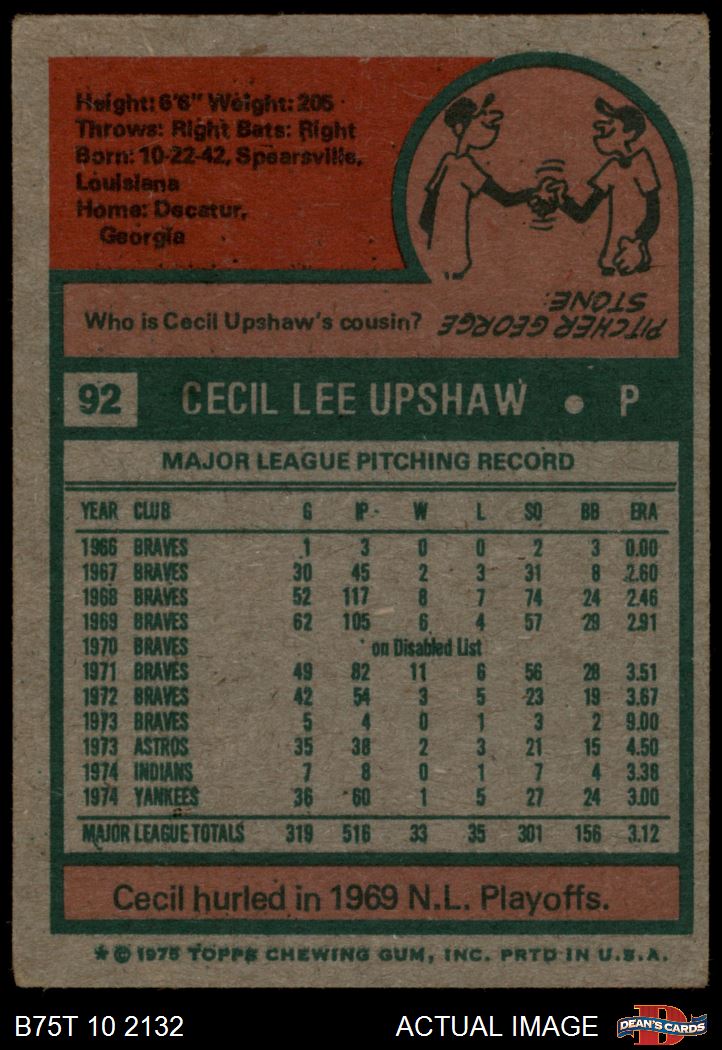 Height: 6'6" Weight: 205
Throws: Right Bats: Right
Born: 10-22-42, Spearsville,
Louisiana
Home: Decatur,
Georgia
Who is Cecil Upshaw's cousin?
PITCHER GEORGE
STONE.
92 CECIL LEE UPSHAW • P
MAJOR LEAGUE PITCHING RECORD
YEAR CLUB G IP W L SO BB ERA
1966 BRAVES 1 3 0 0 2 3 0.00
1967 BRAVES 30 45 2 3 31 8 2.60
1968 BRAVES 52 117 8 7 74 24 2.46
1969 BRAVES 62 105 6 4 57 29 2.91
1970 BRAVES on Disabled List
1971 BRAVES 49 82 11 6 56 28 3.51
1972 BRAVES 42 54 3 5 23 19 3.67
1973 BRAVES 5 4 0 1 3 2 9.00
1973 ASTROS 35 38 2 3 21 15 4.50
1974 INDIANS 7 8 0 1 7 4 3.38
1974 YANKEES 36 60 1 5 27 24 3.00
MAJOR LEAGUE TOTALS 319 516 33 35 301 156 3.12
Cecil hurled in 1969 N.L. Playoffs.
* © 1975 TOPPS CHEWING GUM, INC. PRTD IN U.S.A.
B75T 10 2132 ACTUAL IMAGE
D
DEAN'S CARDS